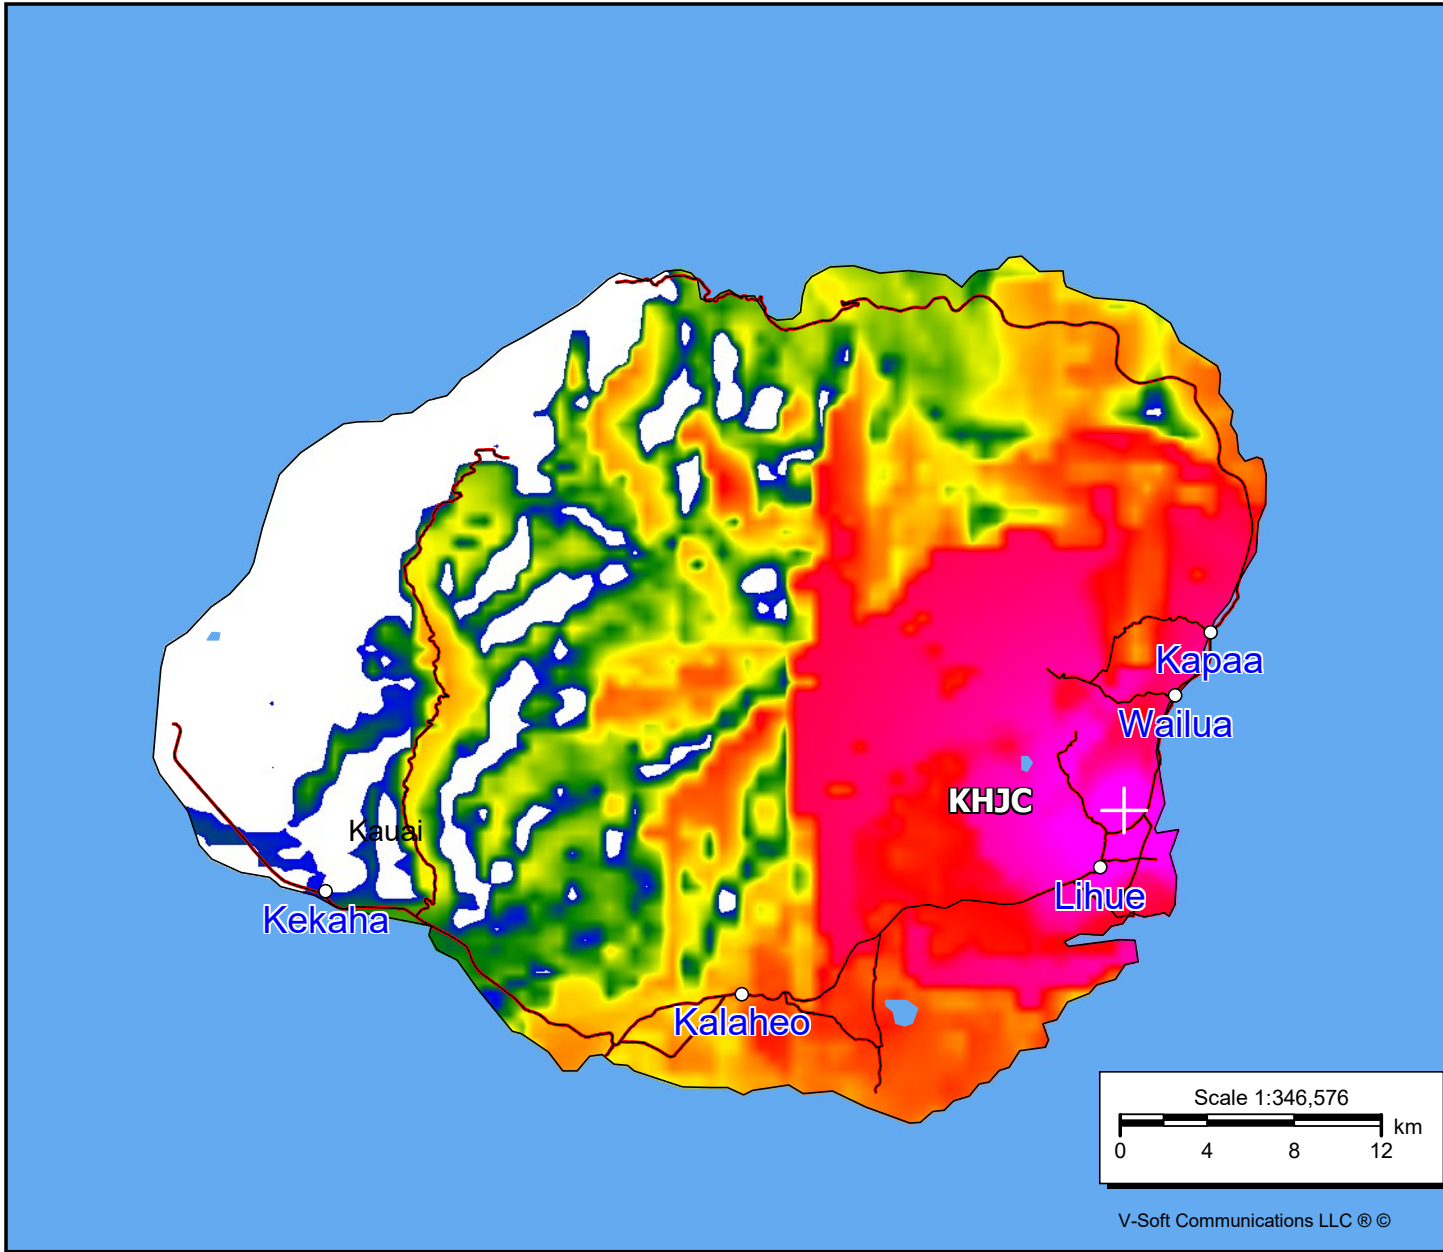 Kapaa
Wailua
KHJC
Kauai
Lihue
Kekaha
Kalaheo
Scale 1:346,576
km
0 4 8 12
V-Soft Communications LLC ® ©